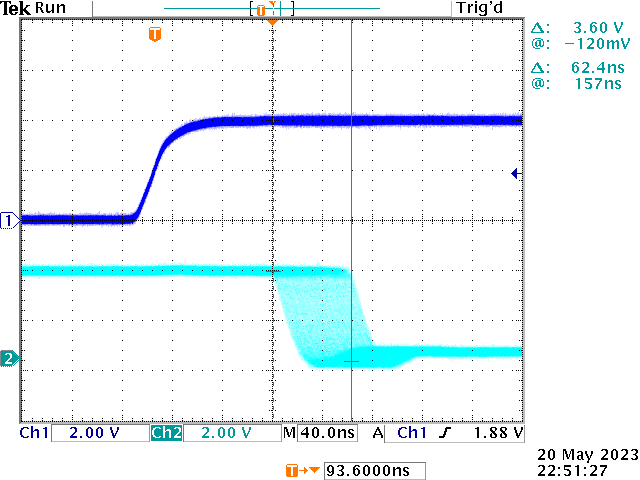 Tek Run [ T ] Trig'd
T
Δ: 3.60 V
@: −120mV
Δ: 62.4ns
@: 157ns
1
2
Ch1 2.00 V Ch2 2.00 V M 40.0ns A Ch1 1.88 V
T 93.6000ns
20 May 2023
22:51:27